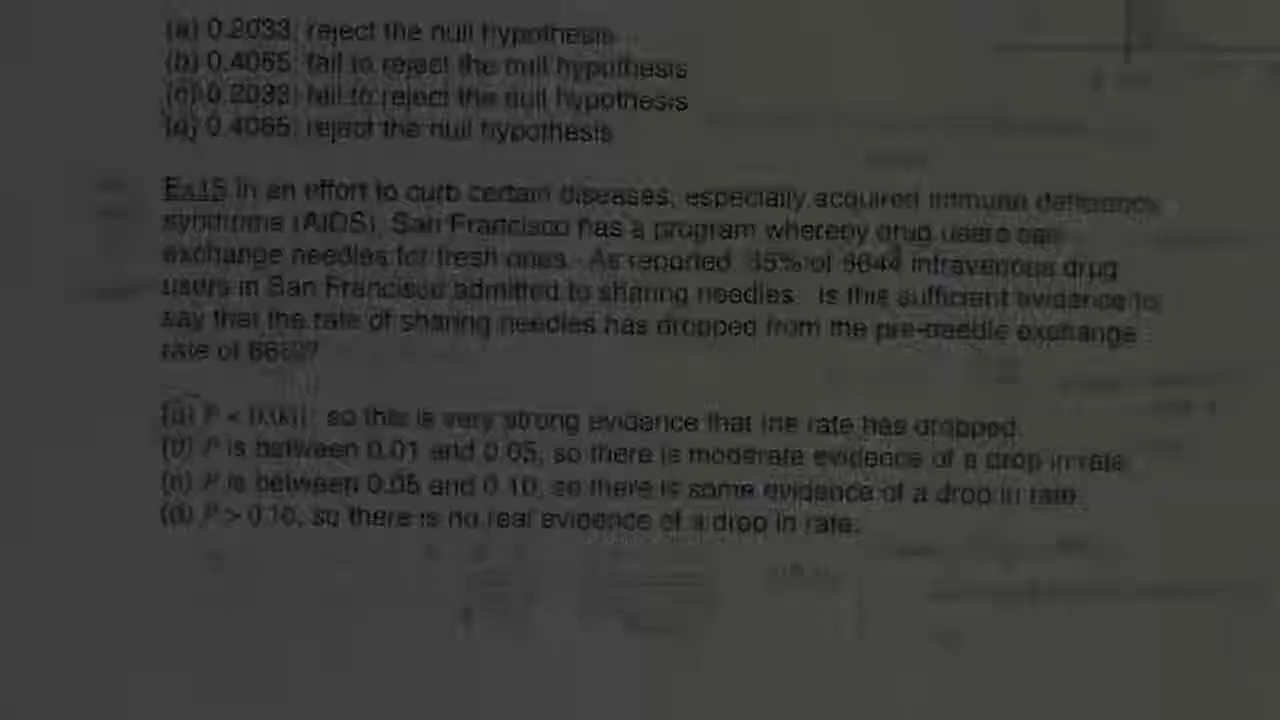 (a) 0.2033; reject the null hypothesis
(b) 0.4065; fail to reject the null hypothesis
(c) 0.2033; fail to reject the null hypothesis
(d) 0.4065; reject the null hypothesis
Ex15 In an effort to curb certain diseases, especially acquired immune deficiency
syndrome (AIDS), San Francisco has a program whereby drug users can
exchange needles for fresh ones. As reported, 35% of 5644 intravenous drug
users in San Francisco admitted to sharing needles. Is this sufficient evidence to
say that the rate of sharing needles has dropped from the pre-needle exchange
rate of
(a) P < 0.001, so this is very strong evidence that the rate has dropped.
(b) P is between 0.01 and 0.05, so there is moderate evidence of a drop in rate.
(c) P is between 0.05 and 0.10, so there is some evidence of a drop in rate.
(d) P > 0.10, so there is no real evidence of a drop in rate.